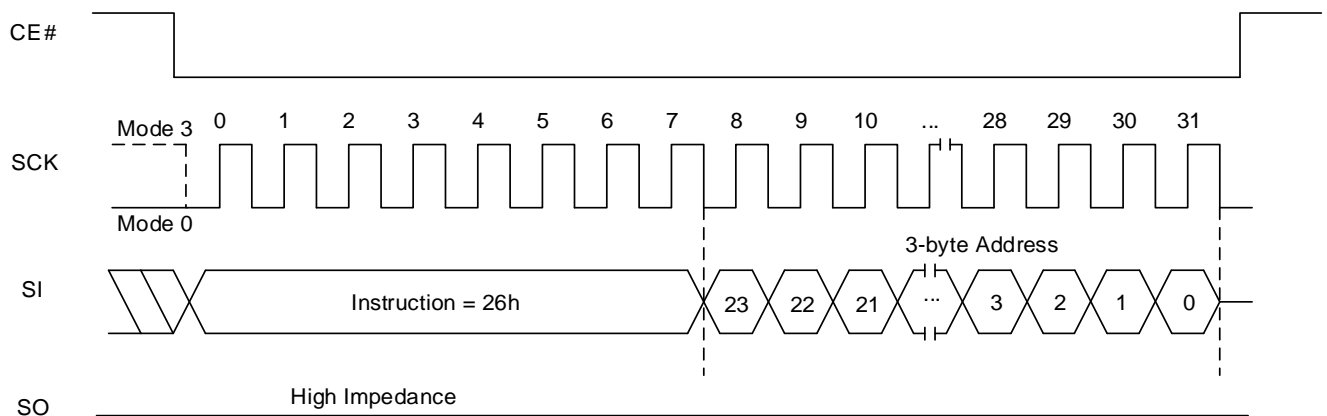 CE#
Mode 3
0 1 2 3 4 5 6 7 8 9 10 ... 28 29 30 31
SCK
Mode 0
3-byte Address
SI
Instruction = 26h
23 22 21 ... 3 2 1 0
High Impedance
SO